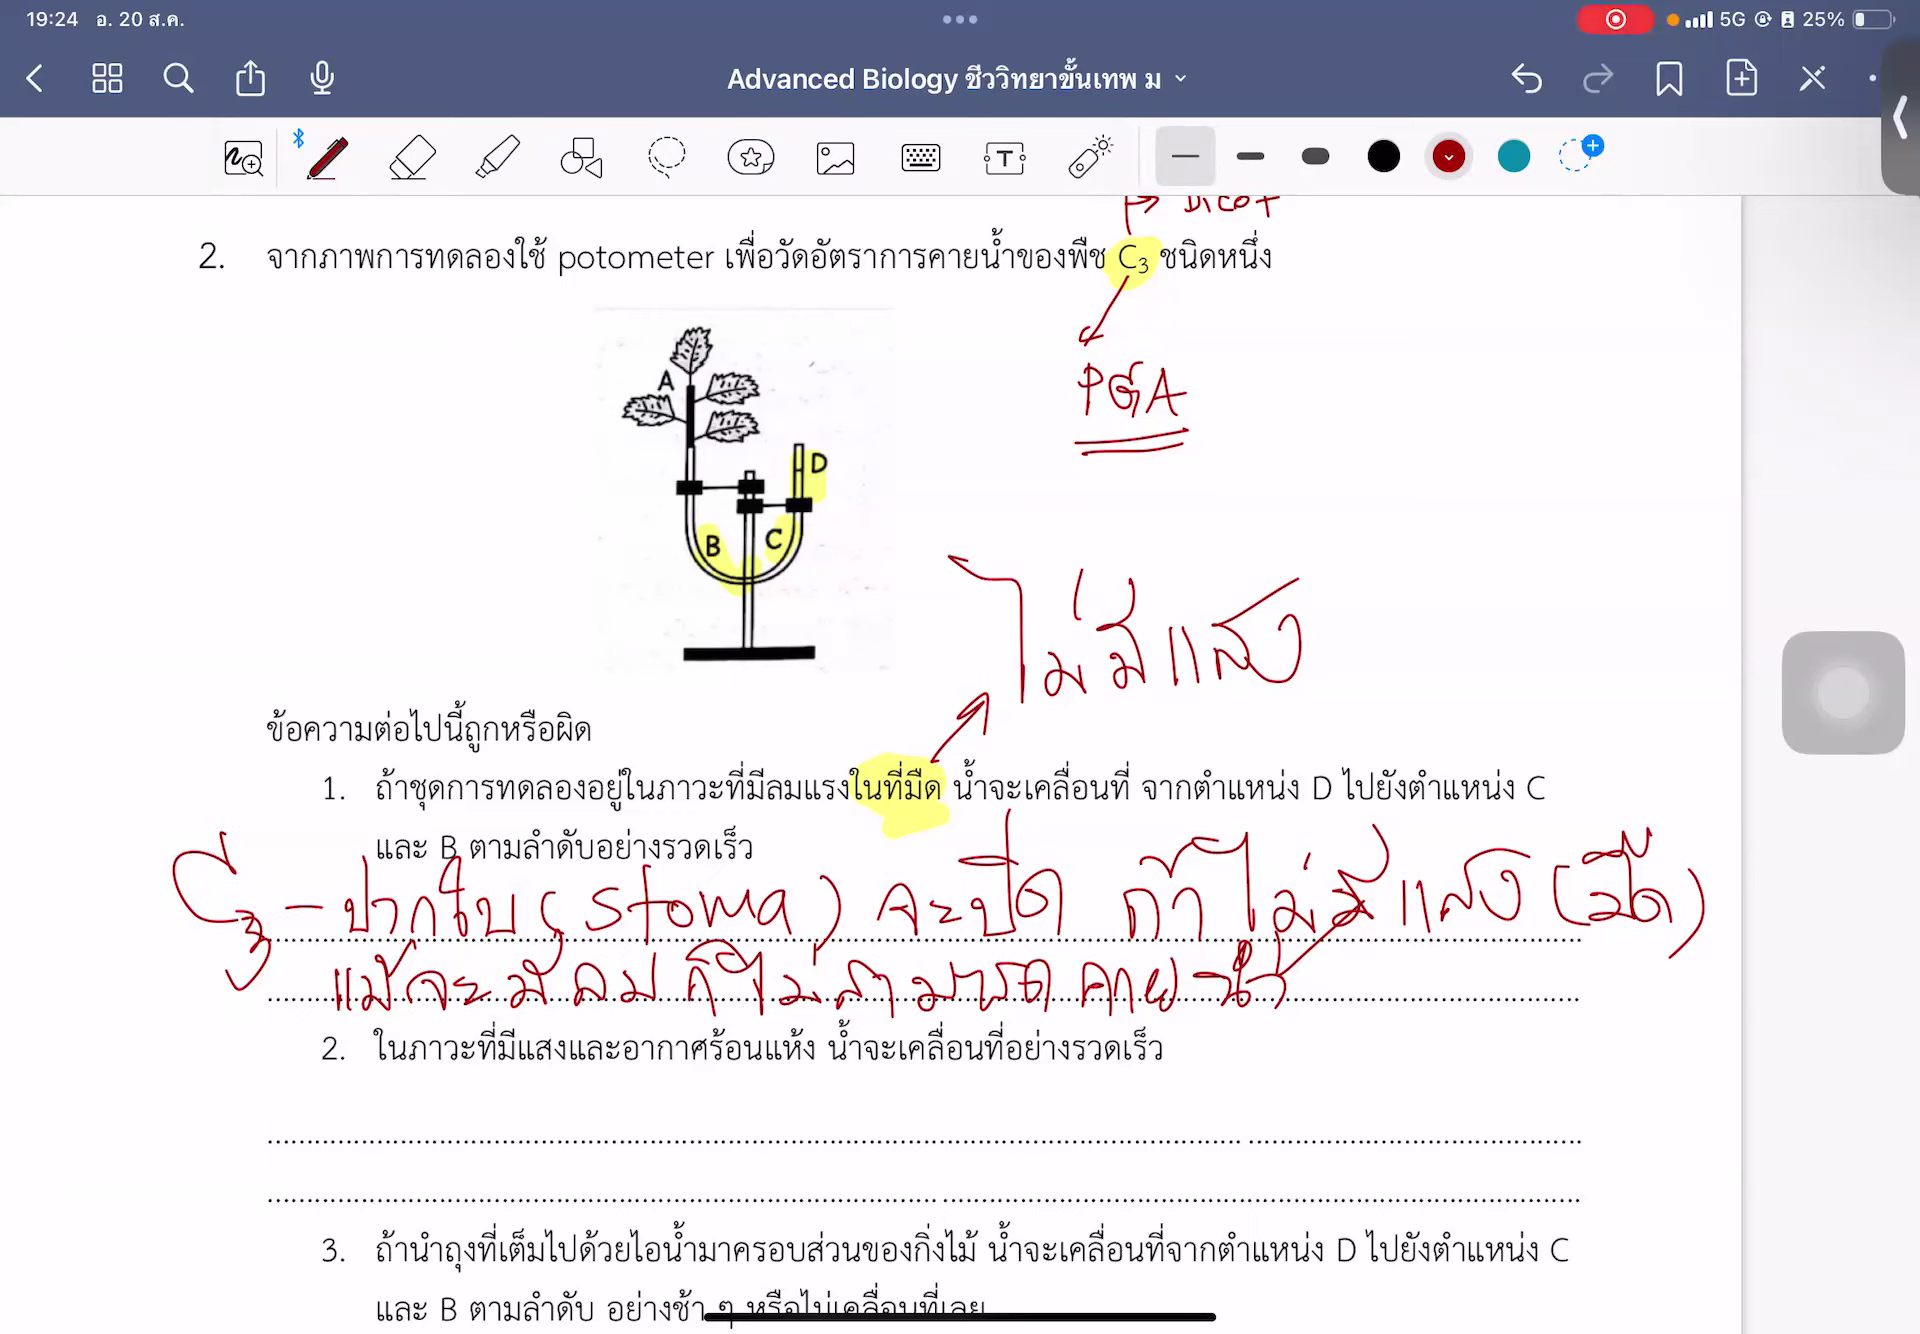 19:24 อ. 20 ส.ค.
5G 25%
Advanced Biology ชีววิทยาขั้นเทพ ม
T
Dicot
2. จากภาพการทดลองใช้ potometer เพื่อวัดอัตราการคายน้ำของพืช C₃ ชนิดหนึ่ง
PGA
A
D
B C
ไม่มีแสง
ข้อความต่อไปนี้ถูกหรือผิด
1. ถ้าชุดการทดลองอยู่ในภาวะที่มีลมแรงในที่มืด น้ำจะเคลื่อนที่ จากตำแหน่ง D ไปยังตำแหน่ง C
และ B ตามลำดับอย่างรวดเร็ว
C3 - ปากใบ (stoma) จะปิด ถ้าไม่มีแสง (มืด)
แม้จะมีลมก็ไม่สามารถคายน้ำ
2. ในภาวะที่มีแสงและอากาศร้อนแห้ง น้ำจะเคลื่อนที่อย่างรวดเร็ว
3. ถ้านำถุงที่เต็มไปด้วยไอน้ำมาครอบส่วนของกิ่งไม้ น้ำจะเคลื่อนที่จากตำแหน่ง D ไปยังตำแหน่ง C
และ B ตามลำดับ อย่างช้า ๆ หรือไม่เคลื่อนที่เลย